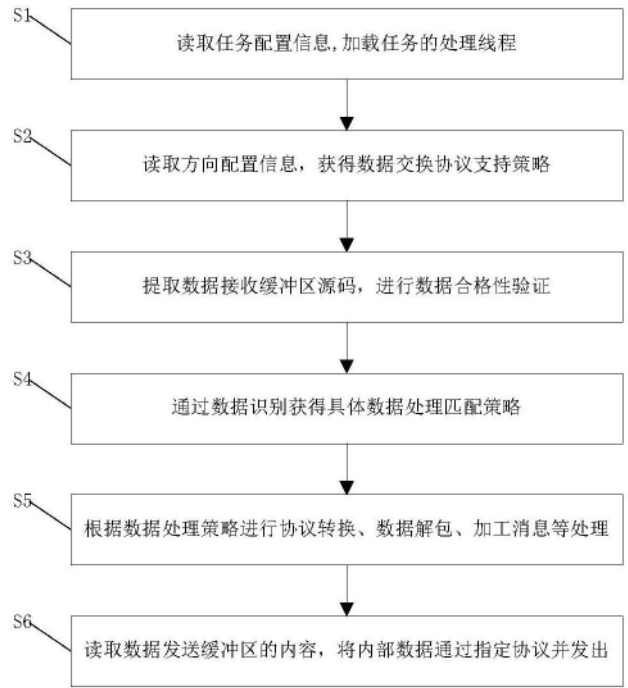 S1
读取任务配置信息,加载任务的处理线程
S2
读取方向配置信息，获得数据交换协议支持策略
S3
提取数据接收缓冲区源码，进行数据合格性验证
S4
通过数据识别获得具体数据处理匹配策略
S5
根据数据处理策略进行协议转换、数据解包、加工消息等处理
S6
读取数据发送缓冲区的内容，将内部数据通过指定协议并发出